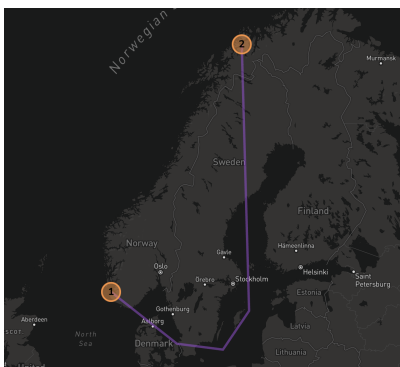 Norwegian
2
Murmansk
Sweden
Finland
Norway
Gävle
Hämeenlinna
Oslo
Helsinki
Saint
Petersburg
Örebro
Stockholm
1
Estonia
Gothenburg
Aberdeen
Aalborg
North
Sea
Latvia
Denmark
Lithuania
United